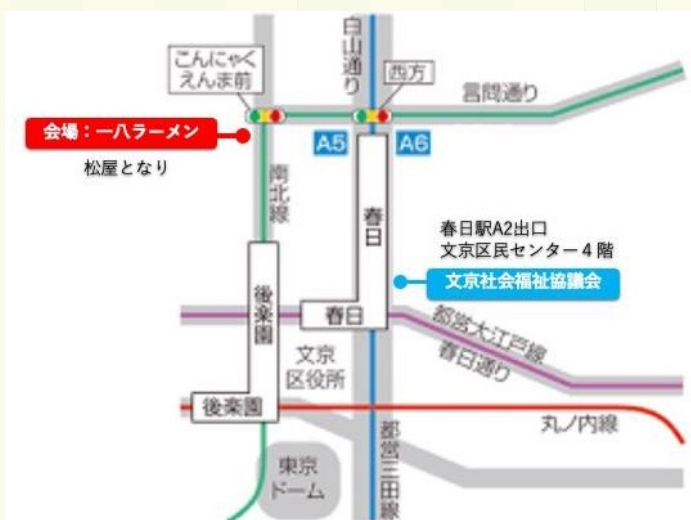 こんにゃく
えんま前
白山通り
西方
言問通り
会場：一八ラーメン
松屋となり
A5
A6
南北線
春日
春日駅A2出口
文京区民センター４階
文京社会福祉協議会
後楽園
春日
都営大江戸線
春日通り
文京
区役所
後楽園
丸ノ内線
都営三田線
東京
ドーム